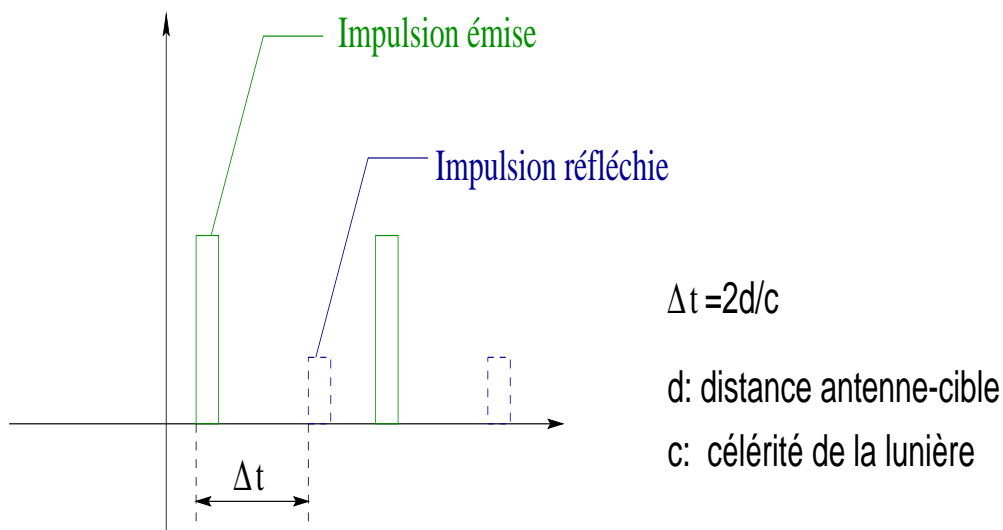 Impulsion émise
Impulsion réfléchie
Δt =2d/c
d: distance antenne-cible
c: célérité de la lunière
Δt